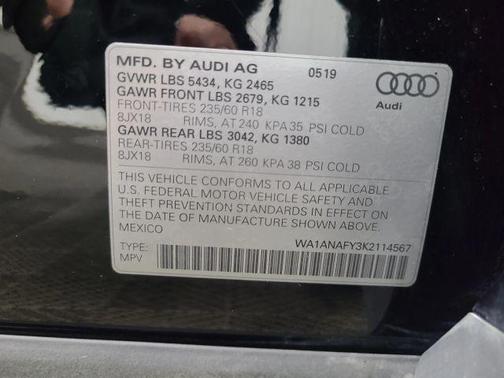 MFD. BY AUDI AG 0519
GVWR LBS 5434, KG 2465
GAWR FRONT LBS 2679, KG 1215
FRONT-TIRES 235/60 R18
8JX18 RIMS, AT 240 KPA 35 PSI COLD
GAWR REAR LBS 3042, KG 1380
REAR-TIRES 235/60 R18
8JX18 RIMS, AT 260 KPA 38 PSI COLD
Audi
THIS VEHICLE CONFORMS TO ALL APPLICABLE
U.S. FEDERAL MOTOR VEHICLE SAFETY AND
THEFT PREVENTION STANDARDS IN EFFECT ON
THE DATE OF MANUFACTURE SHOWN ABOVE.
MEXICO
WA1ANAFY3K2114567
TYPE:
MPV